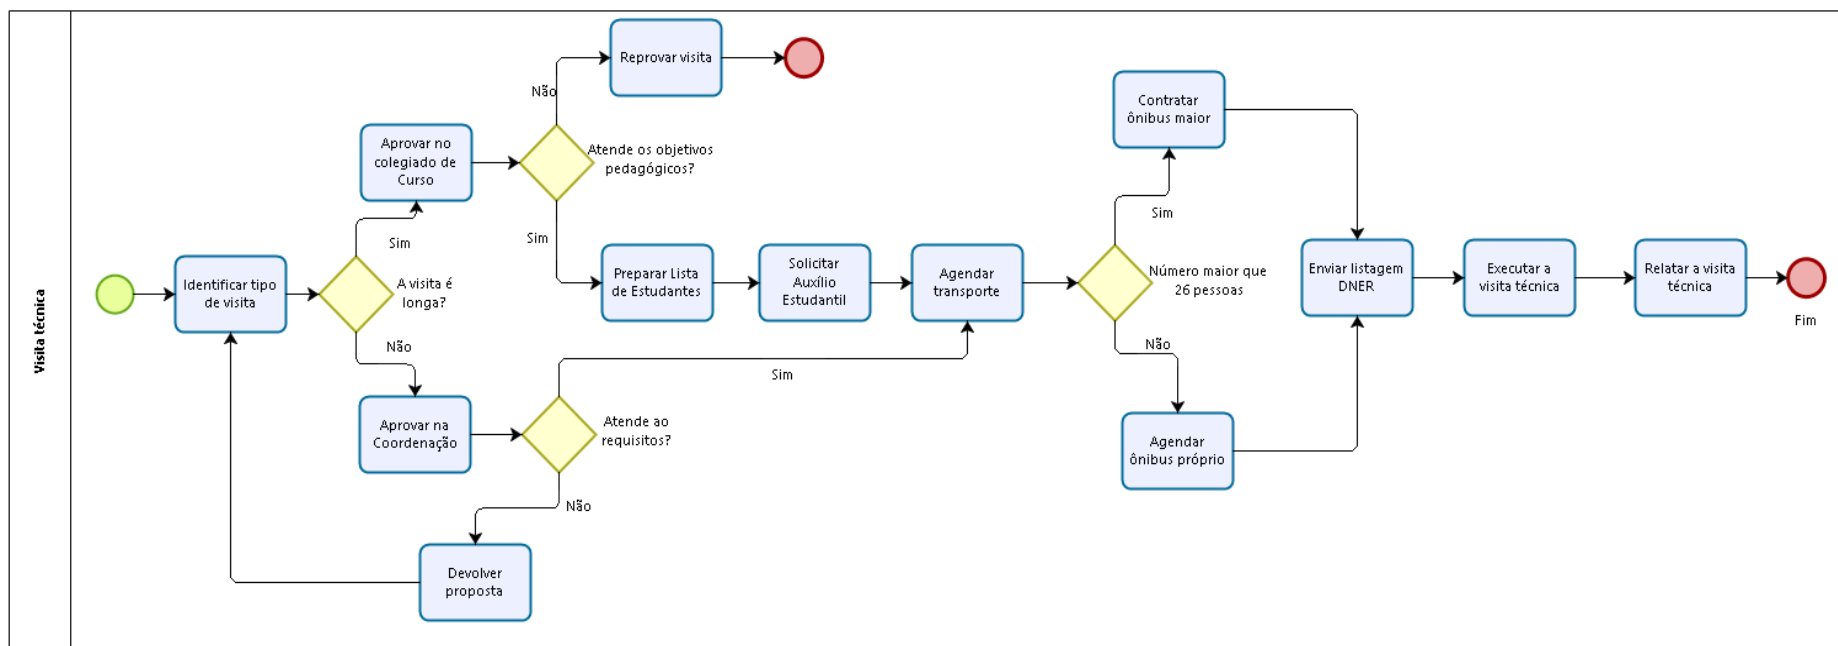 Visita técnica
Identificar tipo
de visita
A visita é
longa?
Sim
Não
Aprovar no
colegiado de
Curso
Atende os objetivos
pedagógicos?
Não
Sim
Reprovar visita
Preparar Lista
de Estudantes
Solicitar
Auxílio
Estudantil
Agendar
transporte
Aprovar na
Coordenação
Atende ao
requisitos?
Sim
Não
Devolver
proposta
Número maior que
26 pessoas
Sim
Não
Contratar
ônibus maior
Agendar
ônibus próprio
Enviar listagem
DNER
Executar a
visita técnica
Relatar a visita
técnica
Fim